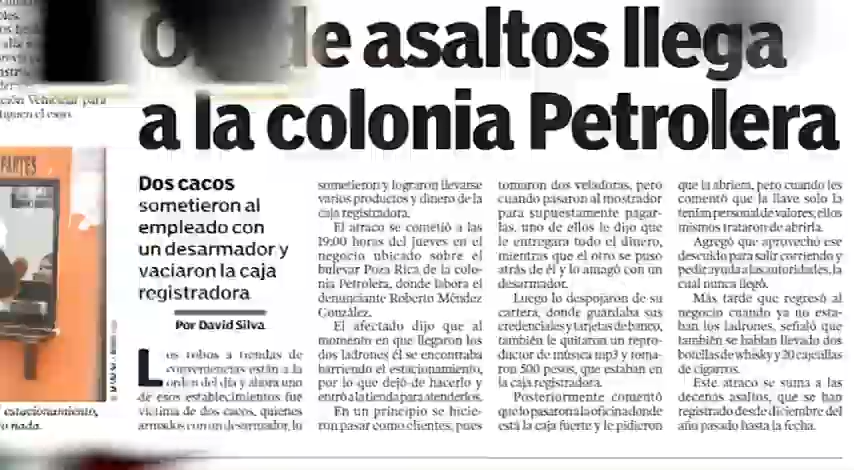 de asaltos llega
a la colonia Petrolera
PARTES
Dos cacos
sometieron al
empleado con
un desarmador y
vaciaron la caja
registradora
Por David Silva
Los robos a tiendas de
conveniencias están a la
orden del día y ahora uno
de esos establecimientos fue
víctima de dos cacos, quienes
armados con un desarmador, lo
sometieron y lograron llevarse
varios productos y dinero de la
caja registradora.
El atraco se cometió a las
19:00 horas del jueves en el
negocio ubicado sobre el
bulevar Poza Rica de la colo-
nia Petrolera, donde labora el
denunciante Roberto Méndez
González.
El afectado dijo que al
momento en que llegaron los
dos ladrones él se encontraba
barriendo el estacionamiento,
por lo que dejó de hacerlo y
entró a la tienda para atenderlos.
En un principio se hicie-
ron pasar como clientes, pues
tomaron dos veladoras, pero
cuando pasaron al mostrador
para supuestamente pagar-
las, uno de ellos le dijo que
le entregara todo el dinero,
mientras que el otro se puso
atrás de él y lo amagó con un
desarmador.
Luego lo despojaron de su
cartera, donde guardaba sus
credenciales y tarjetas de banco,
también le quitaron un repro-
ductor de música mp3 y toma-
ron 500 pesos, que estaban en
la caja registradora.
Posteriormente comentó
que lo pasaron a la oficina donde
está la caja fuerte y le pidieron
que la abriera, pero cuando les
comentó que la llave solo la
tenían personal de valores, ellos
mismos trataron de abrirla.
Agregó que aprovechó ese
descuido para salir corriendo y
pedir ayuda a las autoridades, la
cual nunca llegó.
Más tarde que regresó al
negocio cuando ya no esta-
ban los ladrones, señaló que
también se habían llevado dos
botellas de whisky y 20 cajetillas
de cigarros.
Este atraco se suma a las
decenas asaltos, que se han
registrado desde diciembre del
año pasado hasta la fecha.
ción Vehicular para
estacionamiento,
o nada.